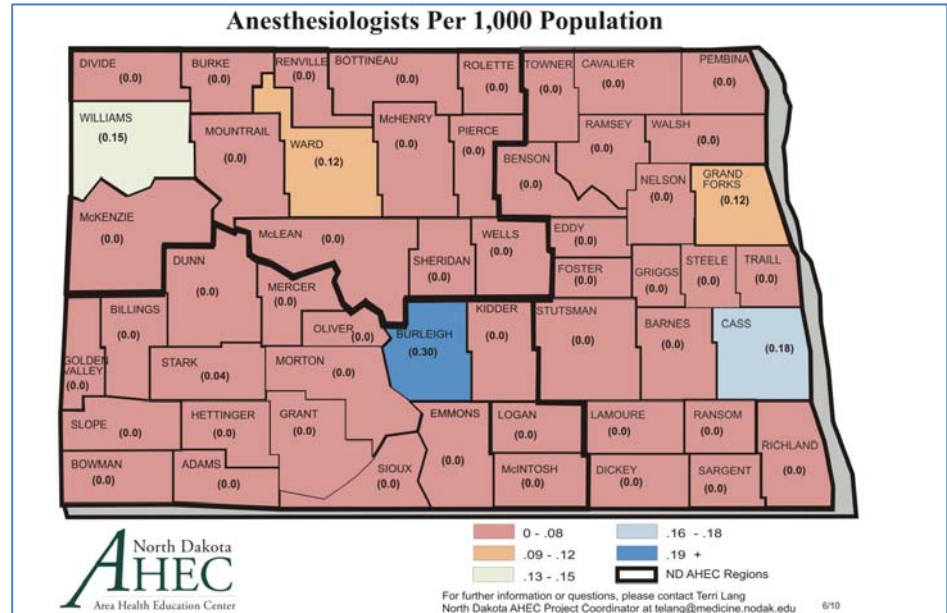 Anesthesiologists Per 1,000 Population
DIVIDE
(0.0)
BURKE
(0.0)
RENVILLE
(0.0)
BOTTINEAU
(0.0)
ROLETTE
(0.0)
TOWNER
(0.0)
CAVALIER
(0.0)
PEMBINA
(0.0)
WILLIAMS
(0.15)
MOUNTRAIL
(0.0)
WARD
(0.12)
McHENRY
(0.0)
PIERCE
(0.0)
BENSON
(0.0)
RAMSEY
(0.0)
WALSH
(0.0)
NELSON
(0.0)
GRAND
FORKS
(0.12)
McKENZIE
(0.0)
McLEAN
(0.0)
SHERIDAN
(0.0)
WELLS
(0.0)
EDDY
(0.0)
FOSTER
(0.0)
GRIGGS
(0.0)
STEELE
(0.0)
TRAILL
(0.0)
DUNN
(0.0)
MERCER
(0.0)
OLIVER
(0.0)
BILLINGS
(0.0)
GOLDEN
VALLEY
(0.0)
STARK
(0.04)
MORTON
(0.0)
BURLEIGH
(0.30)
KIDDER
(0.0)
STUTSMAN
(0.0)
BARNES
(0.0)
CASS
(0.18)
SLOPE
(0.0)
HETTINGER
(0.0)
GRANT
(0.0)
EMMONS
(0.0)
LOGAN
(0.0)
LAMOURE
(0.0)
RANSOM
(0.0)
RICHLAND
(0.0)
BOWMAN
(0.0)
ADAMS
(0.0)
SIOUX
(0.0)
McINTOSH
(0.0)
DICKEY
(0.0)
SARGENT
(0.0)
North Dakota
AHEC
Area Health Education Center
0 - .08
.09 - .12
.13 - .15
.16 - .18
.19 +
ND AHEC Regions
For further information or questions, please contact Terri Lang
North Dakota AHEC Project Coordinator at telang@medicine.nodak.edu
6/10